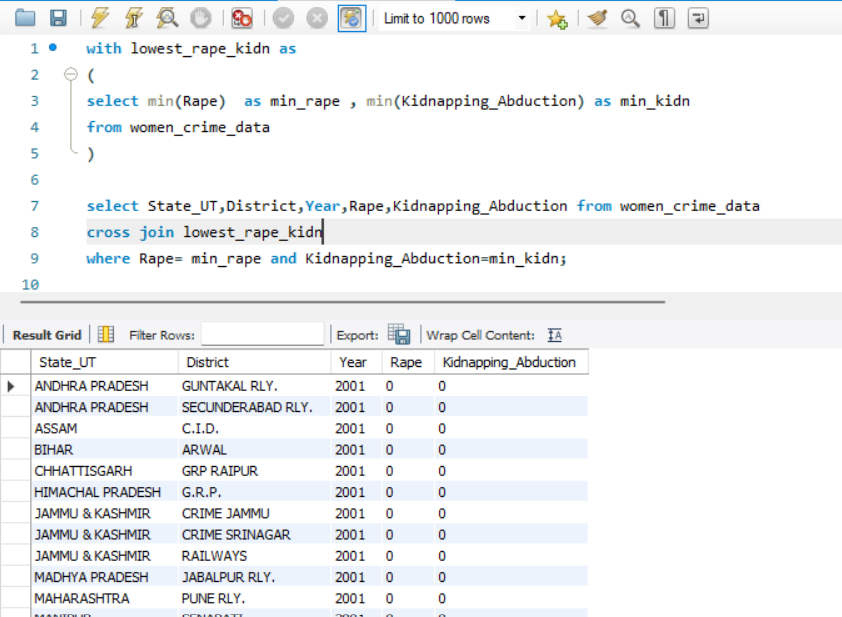 Limit to 1000 rows
1 with lowest_rape_kidn as
2 (
3 select min(Rape)  as min_rape , min(Kidnapping_Abduction) as min_kidn
4 from women_crime_data
5 )
6
7 select State_UT,District,Year,Rape,Kidnapping_Abduction from women_crime_data
8 cross join lowest_rape_kidn
9 where Rape= min_rape and Kidnapping_Abduction=min_kidn;
10
Result Grid Filter Rows: Export: Wrap Cell Content: IA
State_UT District Year Rape Kidnapping_Abduction
ANDHRA PRADESH GUNTAKAL RLY. 2001 0 0
ANDHRA PRADESH SECUNDERABAD RLY. 2001 0 0
ASSAM C.I.D. 2001 0 0
BIHAR ARWAL 2001 0 0
CHHATTISGARH GRP RAIPUR 2001 0 0
HIMACHAL PRADESH G.R.P. 2001 0 0
JAMMU & KASHMIR CRIME JAMMU 2001 0 0
JAMMU & KASHMIR CRIME SRINAGAR 2001 0 0
JAMMU & KASHMIR RAILWAYS 2001 0 0
MADHYA PRADESH JABALPUR RLY. 2001 0 0
MAHARASHTRA PUNE RLY. 2001 0 0